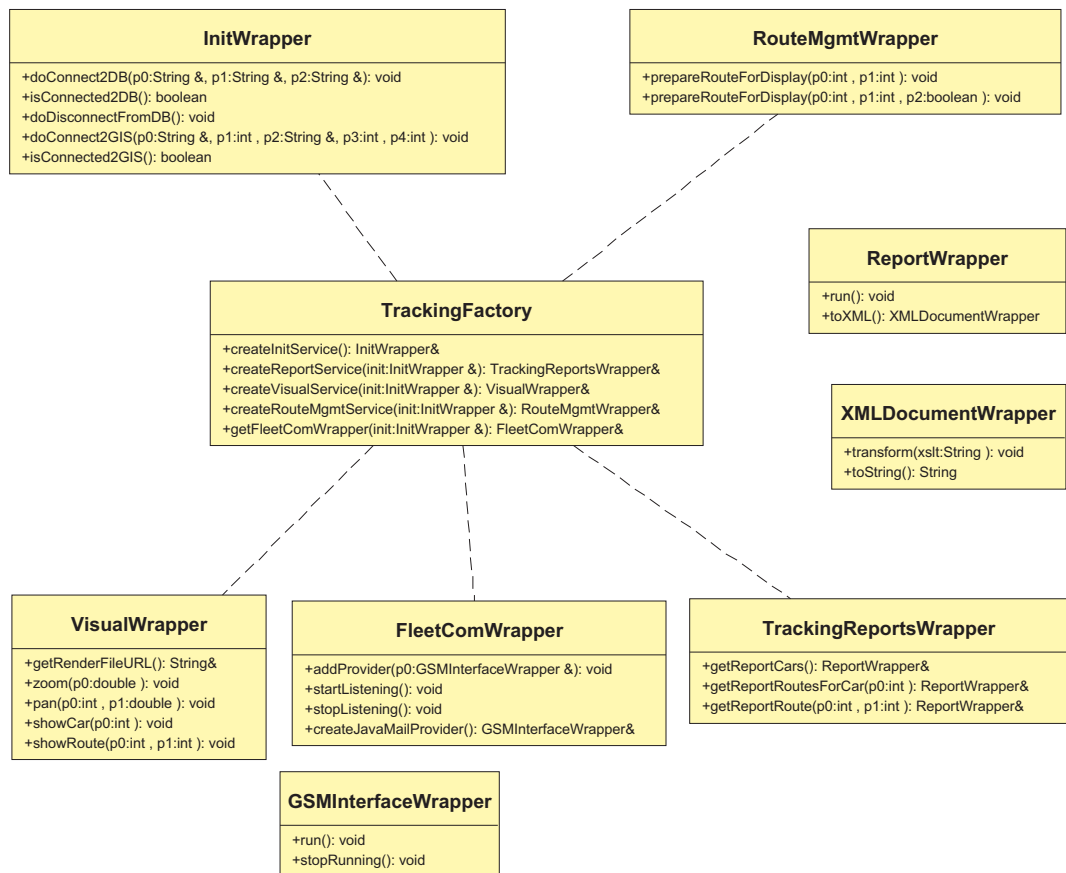 InitWrapper
+doConnect2DB(p0:String &, p1:String &, p2:String &): void
+isConnected2DB(): boolean
+doDisconnectFromDB(): void
+doConnect2GIS(p0:String &, p1:int , p2:String &, p3:int , p4:int ): void
+isConnected2GIS(): boolean
RouteMgmtWrapper
+prepareRouteForDisplay(p0:int , p1:int ): void
+prepareRouteForDisplay(p0:int , p1:int , p2:boolean ): void
ReportWrapper
+run(): void
+toXML(): XMLDocumentWrapper
TrackingFactory
+createInitService(): InitWrapper&
+createReportService(init:InitWrapper &): TrackingReportsWrapper&
+createVisualService(init:InitWrapper &): VisualWrapper&
+createRouteMgmtService(init:InitWrapper &): RouteMgmtWrapper&
+getFleetComWrapper(init:InitWrapper &): FleetComWrapper&
XMLDocumentWrapper
+transform(xslt:String ): void
+toString(): String
VisualWrapper
+getRenderFileURL(): String&
+zoom(p0:double ): void
+pan(p0:int , p1:double ): void
+showCar(p0:int ): void
+showRoute(p0:int , p1:int ): void
FleetComWrapper
+addProvider(p0:GSMInterfaceWrapper &): void
+startListening(): void
+stopListening(): void
+createJavaMailProvider(): GSMInterfaceWrapper&
TrackingReportsWrapper
+getReportCars(): ReportWrapper&
+getReportRoutesForCar(p0:int ): ReportWrapper&
+getReportRoute(p0:int , p1:int ): ReportWrapper&
GSMInterfaceWrapper
+run(): void
+stopRunning(): void